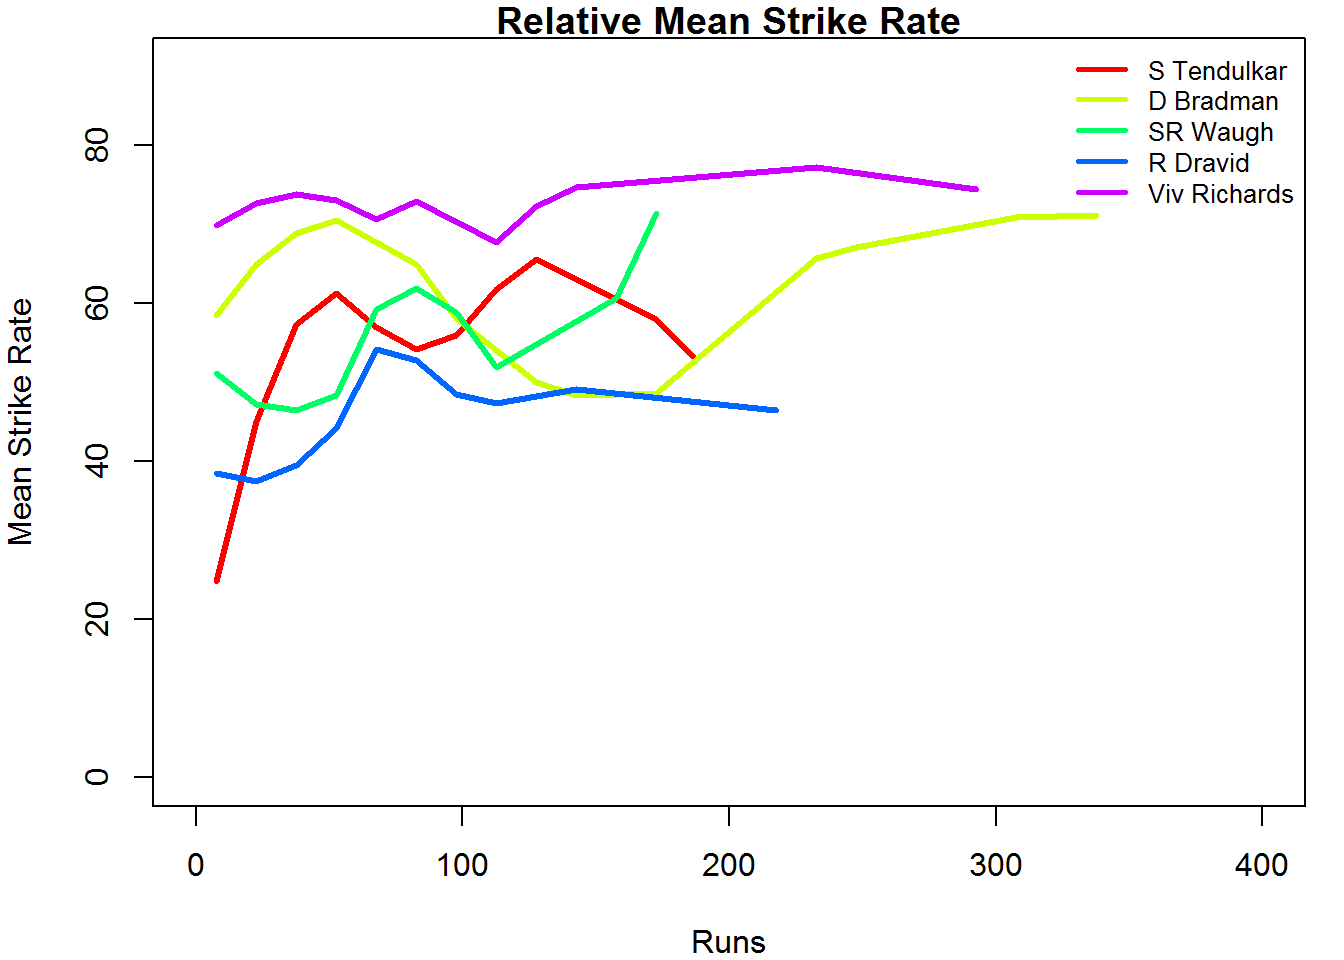 Relative Mean Strike Rate
S Tendulkar
D Bradman
SR Waugh
R Dravid
Viv Richards
Mean Strike Rate
80
60
40
20
0
0 100 200 300 400
Runs